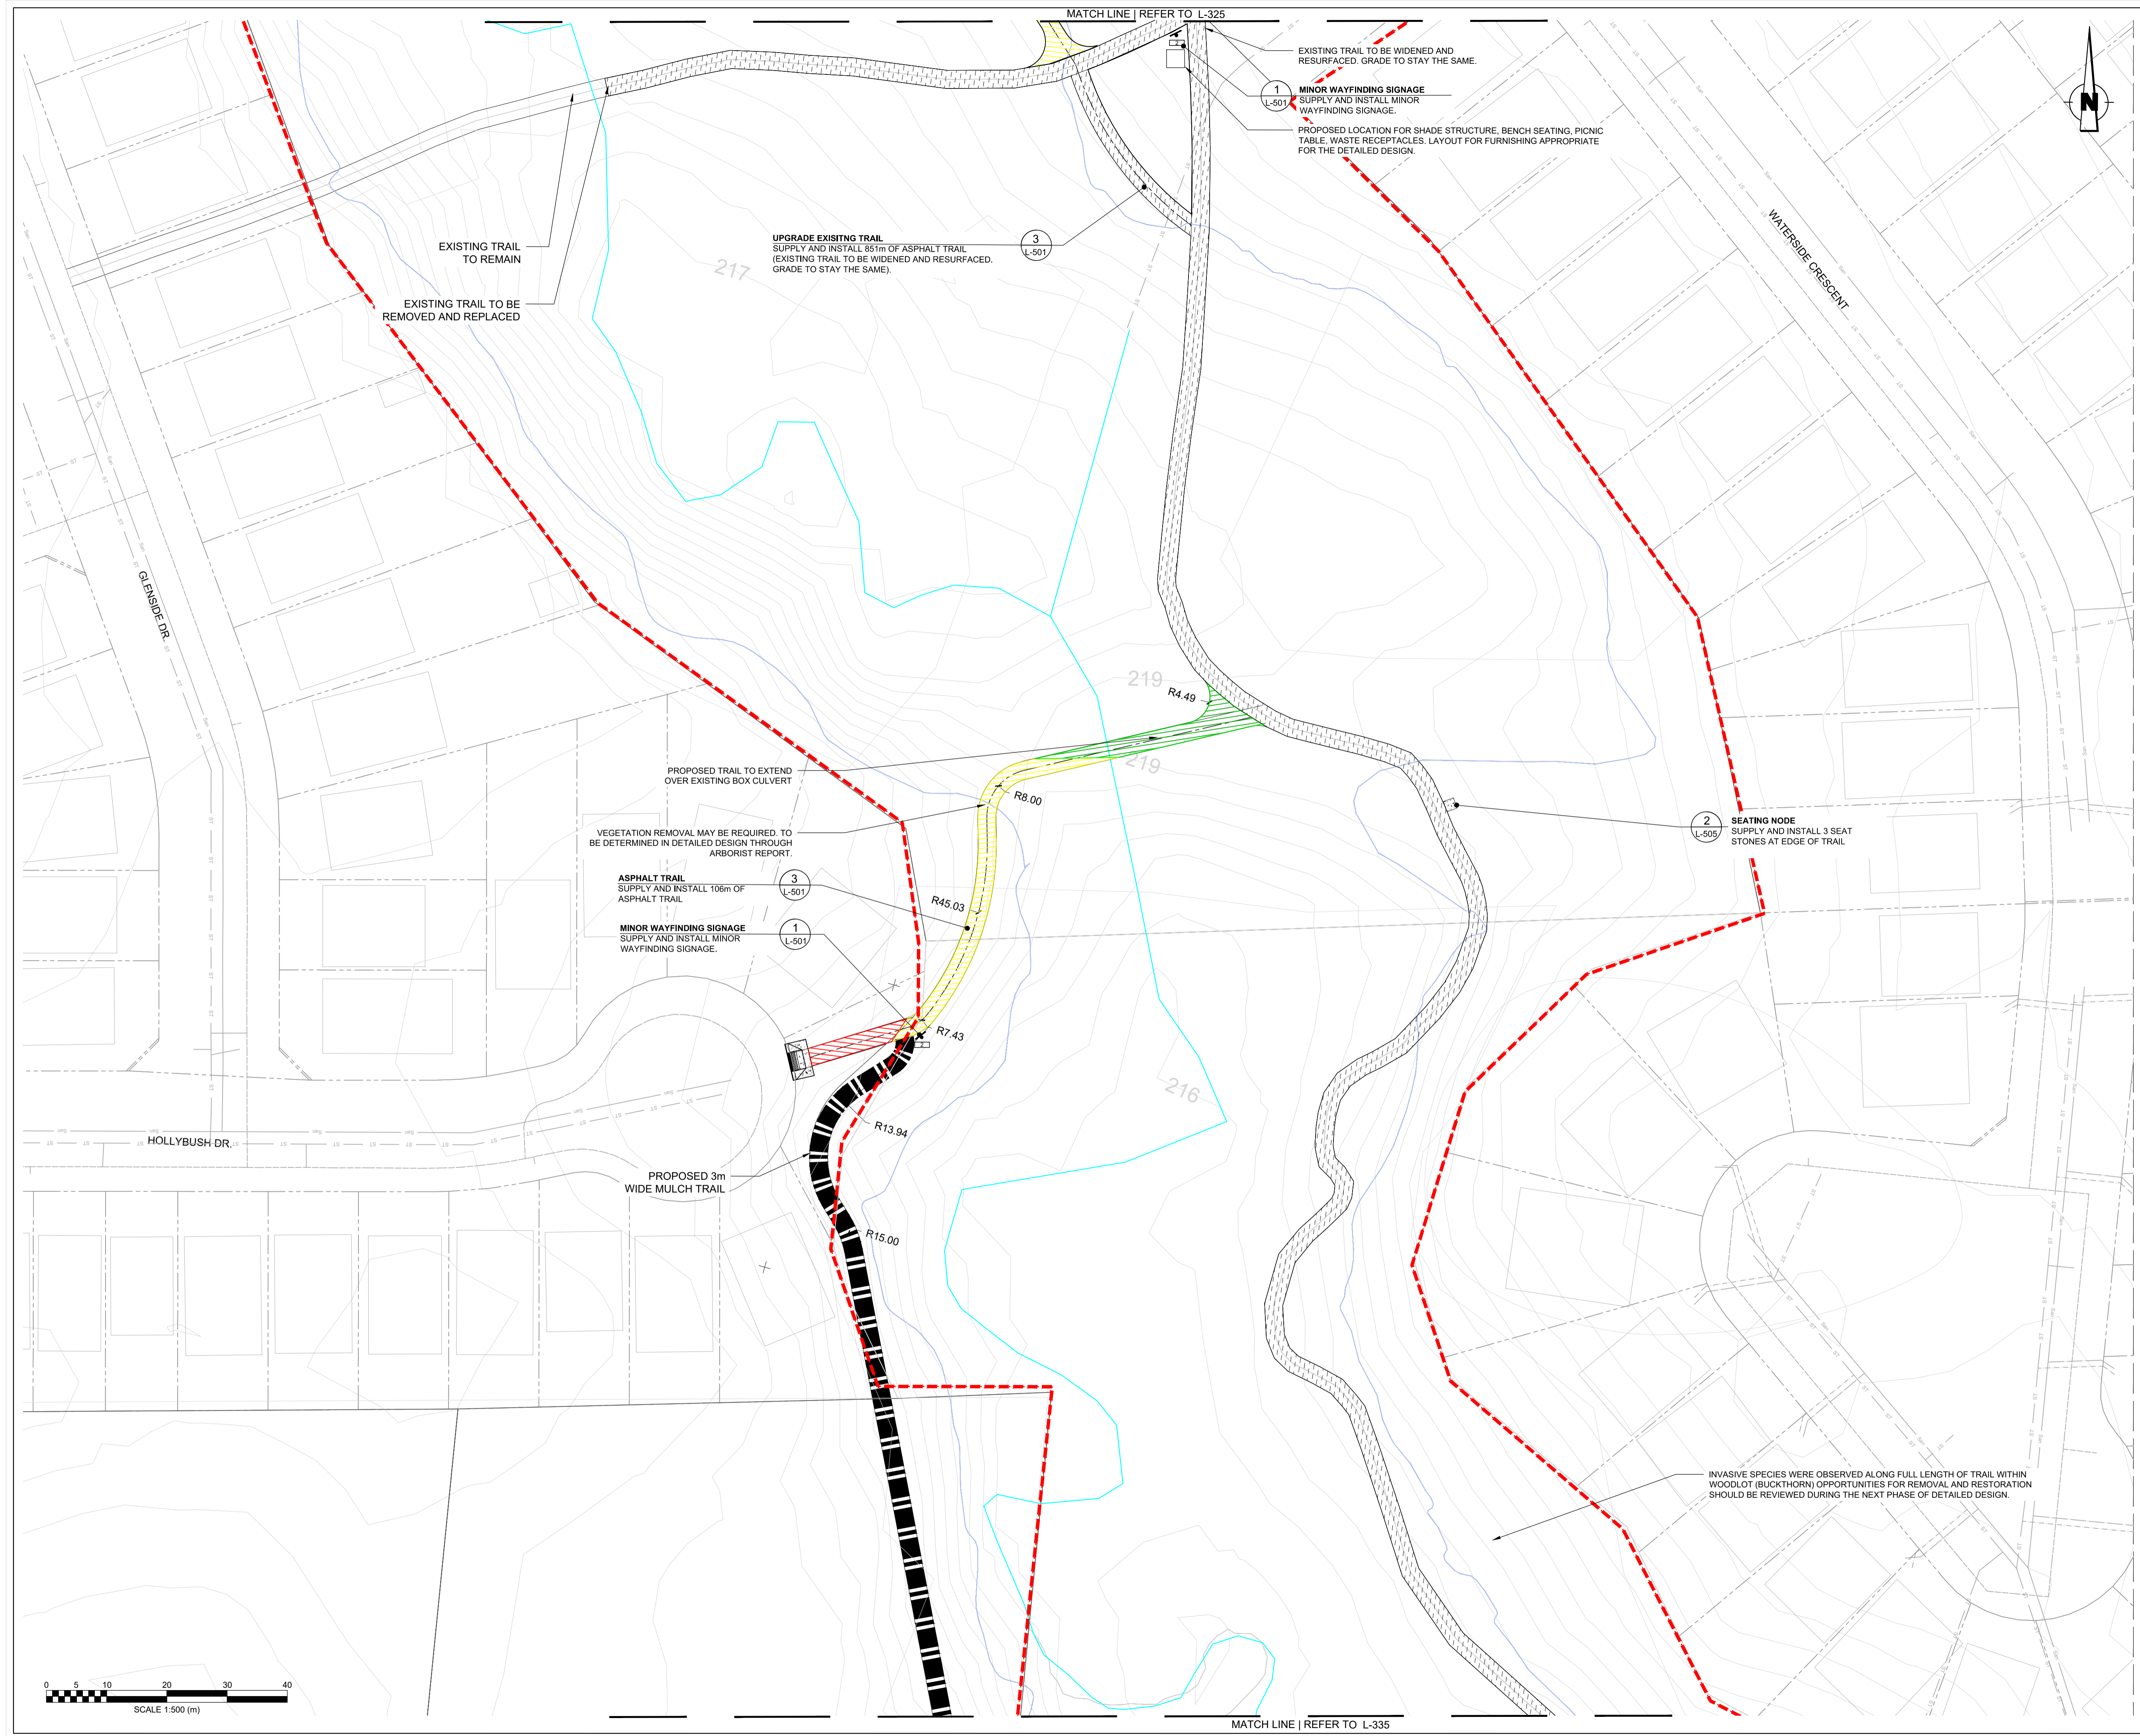 MATCH LINE | REFER TO L-325
EXISTING TRAIL TO BE WIDENED AND
RESURFACED. GRADE TO STAY THE SAME.
1
L-501
MINOR WAYFINDING SIGNAGE
SUPPLY AND INSTALL MINOR
WAYFINDING SIGNAGE.
PROPOSED LOCATION FOR SHADE STRUCTURE, BENCH SEATING, PICNIC
TABLE, WASTE RECEPTACLES. LAYOUT FOR FURNISHING APPROPRIATE
FOR THE DETAILED DESIGN.
N
2
EXISTING TRAIL
TO REMAIN
UPGRADE EXISITNG TRAIL
SUPPLY AND INSTALL 851m OF ASPHALT TRAIL
(EXISTING TRAIL TO BE WIDENED AND RESURFACED.
GRADE TO STAY THE SAME).
3
L-501
WATERSIDE CRESCENT
217
EXISTING TRAIL TO BE
REMOVED AND REPLACED
GLENSIDE DR.
219
R4.49
219
PROPOSED TRAIL TO EXTEND
OVER EXISTING BOX CULVERT
R8.00
VEGETATION REMOVAL MAY BE REQUIRED. TO
BE DETERMINED IN DETAILED DESIGN THROUGH
ARBORIST REPORT.
2
L-505
SEATING NODE
SUPPLY AND INSTALL 3 SEAT
STONES AT EDGE OF TRAIL
ASPHALT TRAIL
SUPPLY AND INSTALL 106m OF
ASPHALT TRAIL
3
L-501
R45.03
MINOR WAYFINDING SIGNAGE
SUPPLY AND INSTALL MINOR
WAYFINDING SIGNAGE.
1
L-501
R7.43
2
216
R13.94
HOLLYBUSH DR.
PROPOSED 3m
WIDE MULCH TRAIL
R15.00
INVASIVE SPECIES WERE OBSERVED ALONG FULL LENGTH OF TRAIL WITHIN
WOODLOT (BUCKTHORN) OPPORTUNITIES FOR REMOVAL AND RESTORATION
SHOULD BE REVIEWED DURING THE NEXT PHASE OF DETAILED DESIGN.
0 5 10 20 30 40
SCALE 1:500 (m)
MATCH LINE | REFER TO L-335